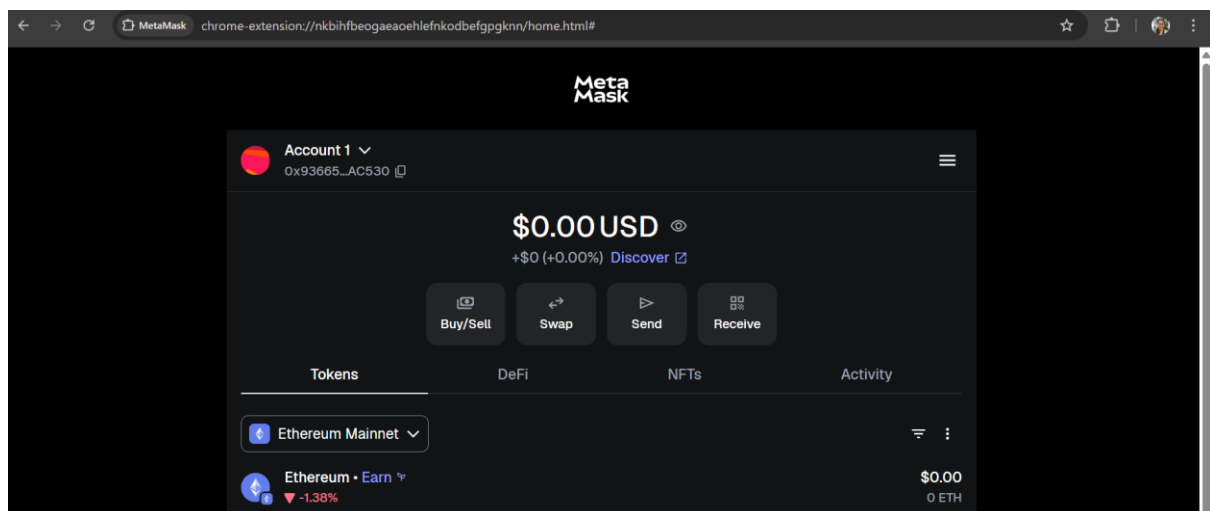 MetaMask chrome-extension://nkbihfbeogaeaoehlefnkodbefgpgknn/home.html#
Meta
Mask
Account 1
0x93665...AC530
$0.00 USD
+$0 (+0.00%) Discover
Buy/Sell
Swap
Send
Receive
Tokens
DeFi
NFTs
Activity
Ethereum Mainnet
Ethereum • Earn
$0.00
-1.38%
0 ETH